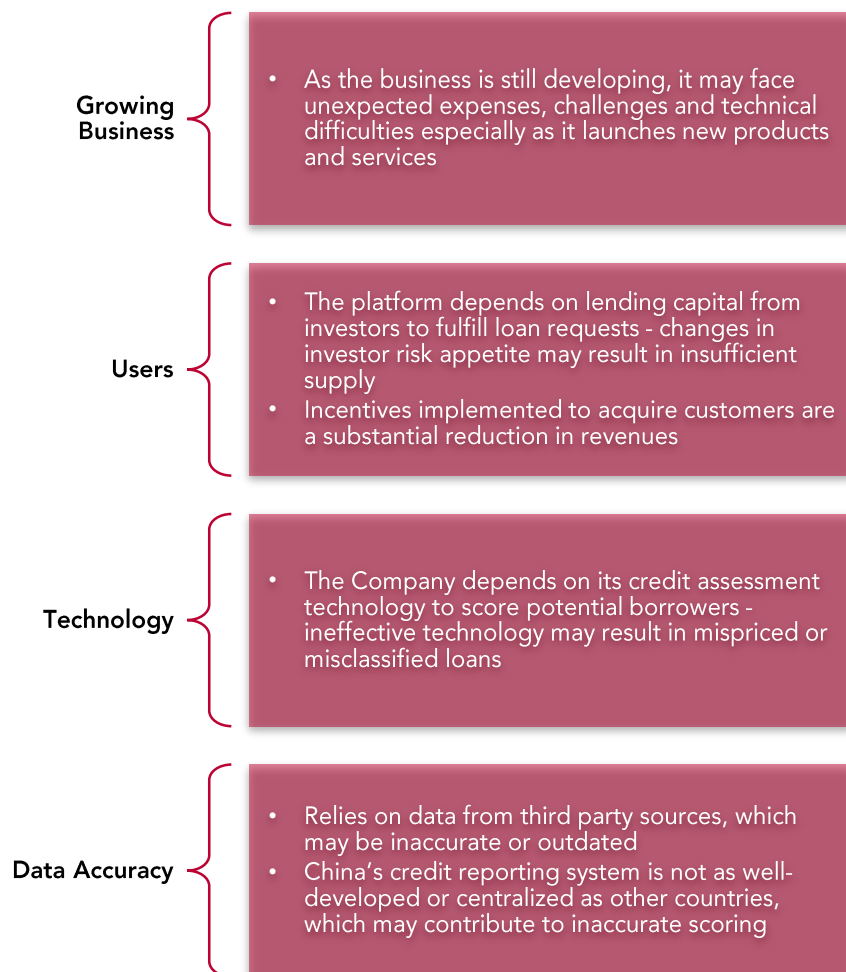 Growing
Business
• As the business is still developing, it may face
unexpected expenses, challenges and technical
difficulties especially as it launches new products
and services
Users
• The platform depends on lending capital from
investors to fulfill loan requests - changes in
investor risk appetite may result in insufficient
supply
• Incentives implemented to acquire customers are
a substantial reduction in revenues
Technology
• The Company depends on its credit assessment
technology to score potential borrowers -
ineffective technology may result in mispriced or
misclassified loans
Data Accuracy
• Relies on data from third party sources, which
may be inaccurate or outdated
• China’s credit reporting system is not as well-
developed or centralized as other countries,
which may contribute to inaccurate scoring